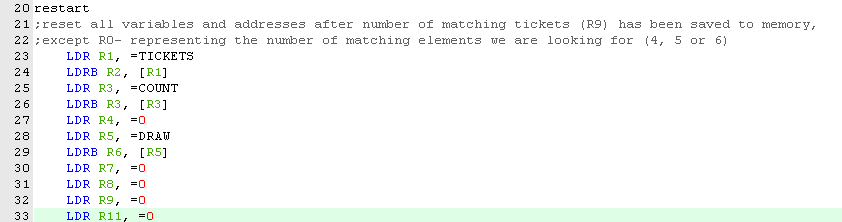 20 restart
21 ;reset all variables and addresses after number of matching tickets (R9) has been saved to memory,
22 ;except R0- representing the number of matching elements we are looking for (4, 5 or 6)
23 LDR R1, =TICKETS
24 LDRB R2, [R1]
25 LDR R3, =COUNT
26 LDRB R3, [R3]
27 LDR R4, =0
28 LDR R5, =DRAW
29 LDRB R6, [R5]
30 LDR R7, =0
31 LDR R8, =0
32 LDR R9, =0
33 LDR R11, =0